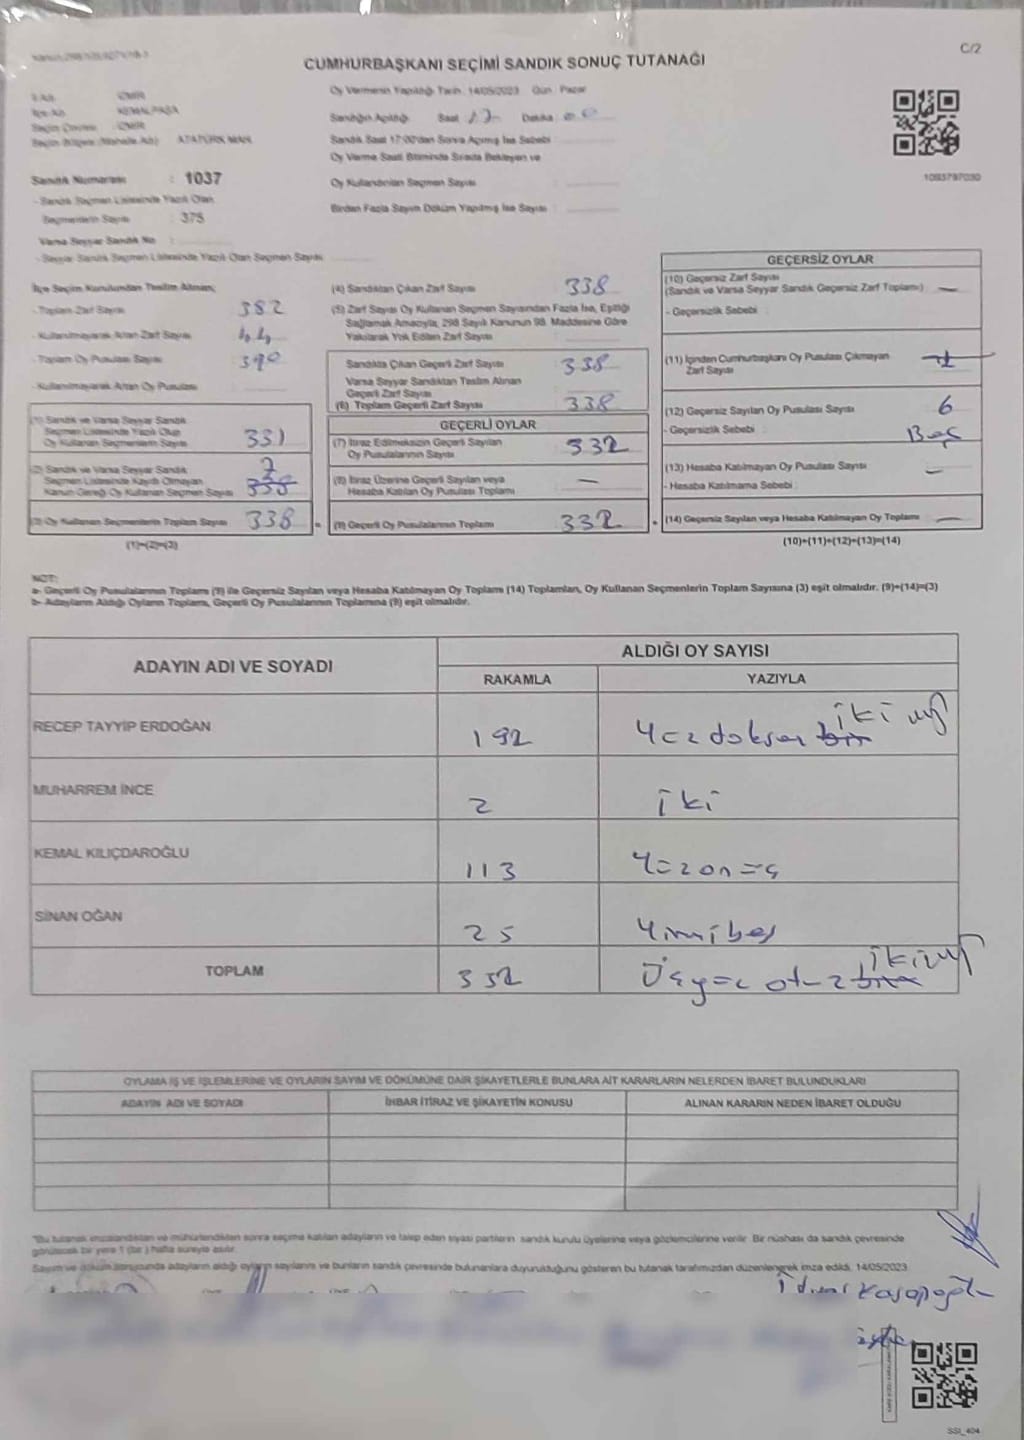 C/2
CUMHURBAŞKANI SEÇİMİ SANDIK SONUÇ TUTANAĞI
İl Adı : İZMİR
İlçe Adı : KEMALPAŞA
Seçim Çevresi : İZMİR
Seçim Bölgesi (Mahalle Adı) : ATATÜRK MAH.
Sandık Numarası : 1037
- Sandık Seçmen Listesinde Yazılı Olan
Seçmenlerin Sayısı : 375
Varsa Seyyar Sandık No :
- Seyyar Sandık Seçmen Listesinde Yazılı Olan Seçmen Sayısı
Oy Vermenin Yapıldığı Tarih : 14/05/2023 Gün : Pazar
Sandığın Açıldığı Saat 17 Dakika 00
Sandık Saat 17:00'dan Sonra Açılmış İse Sebebi :
Oy Verme Saati Bitiminde Sırada Bekleyen ve
Oy Kullandırılan Seçmen Sayısı :
Birden Fazla Sayım Döküm Yapılmış İse Sayısı :
1093797030
İlçe Seçim Kurulundan Teslim Alınan;
- Toplam Zarf Sayısı : 382
- Kullanılmayarak Artan Zarf Sayısı : 44
- Toplam Oy Pusulası Sayısı : 390
- Kullanılmayarak Artan Oy Pusulası :
(1) Sandık ve Varsa Seyyar Sandık
Seçmen Listesinde Yazılı Olup
Oy Kullanan Seçmenlerin Sayısı 331
(2) Sandık ve Varsa Seyyar Sandık
Seçmen Listesinde Kayıtlı Olmayan
Kanun Gereği Oy Kullanan Seçmen Sayısı 338 7
(3) Oy Kullanan Seçmenlerin Toplam Sayısı 338 =
(1)+(2)=(3)
(4) Sandıktan Çıkan Zarf Sayısı : 338
(5) Zarf Sayısı Oy Kullanan Seçmen Sayısından Fazla İse, Eşitliği
Sağlamak Amacıyla, 298 Sayılı Kanunun 98. Maddesine Göre
Yakılarak Yok Edilen Zarf Sayısı :
Sandıkta Çıkan Geçerli Zarf Sayısı : 338
Varsa Seyyar Sandıktan Teslim Alınan
Geçerli Zarf Sayısı :
(6) Toplam Geçerli Zarf Sayısı : 338
GEÇERLİ OYLAR
(7) İtiraz Edilmeksizin Geçerli Sayılan
Oy Pusulalarının Sayısı : 332
(8) İtiraz Üzerine Geçerli Sayılan veya
Hesaba Katılan Oy Pusulası Toplamı : —
(9) Geçerli Oy Pusulalarının Toplamı : 332 +
GEÇERSİZ OYLAR
(10) Geçersiz Zarf Sayısı
(Sandık ve Varsa Seyyar Sandık Geçersiz Zarf Toplamı) : —
- Geçersizlik Sebebi :
(11) İçinden Cumhurbaşkanı Oy Pusulası Çıkmayan
Zarf Sayısı :
(12) Geçersiz Sayılan Oy Pusulası Sayısı : 6
- Geçersizlik Sebebi : Boş
(13) Hesaba Katılmayan Oy Pusulası Sayısı : —
- Hesaba Katılmama Sebebi :
(14) Geçersiz Sayılan veya Hesaba Katılmayan Oy Toplamı : —
(10)+(11)+(12)+(13)=(14)
NOT:
a- Geçerli Oy Pusulalarının Toplamı (9) ile Geçersiz Sayılan veya Hesaba Katılmayan Oy Toplamı (14) Toplamları, Oy Kullanan Seçmenlerin Toplam Sayısına (3) eşit olmalıdır. (9)+(14)=(3)
b- Adayların Aldığı Oyların Toplamı, Geçerli Oy Pusulalarının Toplamına (9) eşit olmalıdır.
ADAYIN ADI VE SOYADI
ALDIĞI OY SAYISI
RAKAMLA YAZIYLA
RECEP TAYYİP ERDOĞAN 192 Yüzdoksan bir iki
MUHARREM İNCE 2 iki
KEMAL KILIÇDAROĞLU 113 Yüzonüç
SİNAN OĞAN 25 Yirmibeş
TOPLAM 332 Üçyüz otuz iki
OYLAMA İŞ VE İŞLEMLERİNE VE OYLARIN SAYIM VE DÖKÜMÜNE DAİR ŞİKAYETLERLE BUNLARA AİT KARARLARIN NELERDEN İBARET BULUNDUKLARI
ADAYIN ADI VE SOYADI İHBAR İTİRAZ VE ŞİKAYETİN KONUSU ALINAN KARARIN NEDEN İBARET OLDUĞU
"Bu tutanak imzalandıktan ve mühürlendikten sonra seçime katılan adayların ve talep eden siyasi partilerin sandık kurulu üyelerine veya gözlemcilerine verilir. Bir nüshası da sandık çevresinde
görülecek bir yere 1 (bir ) hafta süreyle asılır.
Sayım ve döküm sonucunda adayların aldığı oyların sayılarını ve bunların sandık çevresinde bulunanlara duyurulduğunu gösteren bu tutanak tarafımızdan düzenlenerek imza edildi. 14/05/2023
SSI_404